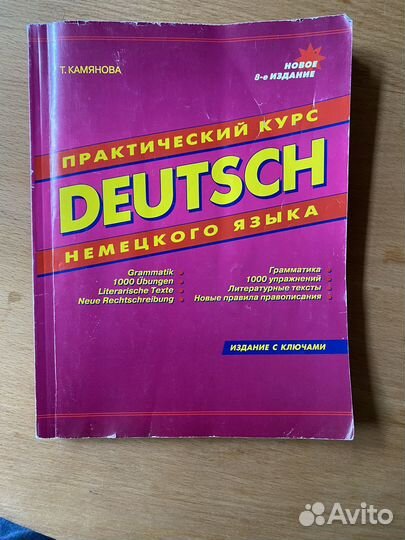 Т. КАМЯНОВА
НОВОЕ
8-е ИЗДАНИЕ
ПРАКТИЧЕСКИЙ КУРС
DEUTSCH
НЕМЕЦКОГО ЯЗЫКА
Grammatik
1000 Übungen
Literarische Texte
Neue Rechtschreibung
Грамматика
1000 упражнений
Литературные тексты
Новые правила правописания
ИЗДАНИЕ С КЛЮЧАМИ
Avito